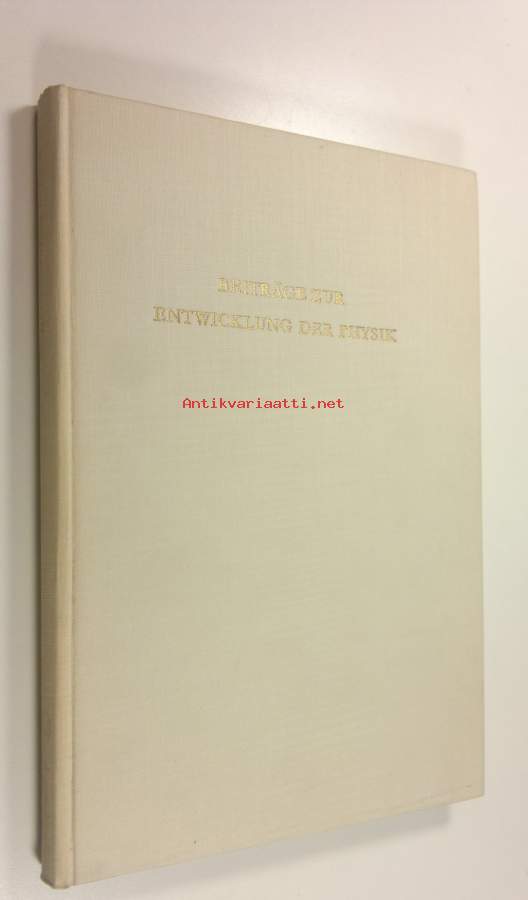 BEITRÄGE ZUR
ENTWICKLUNG DER PHYSIK
Antikvariaatti.net